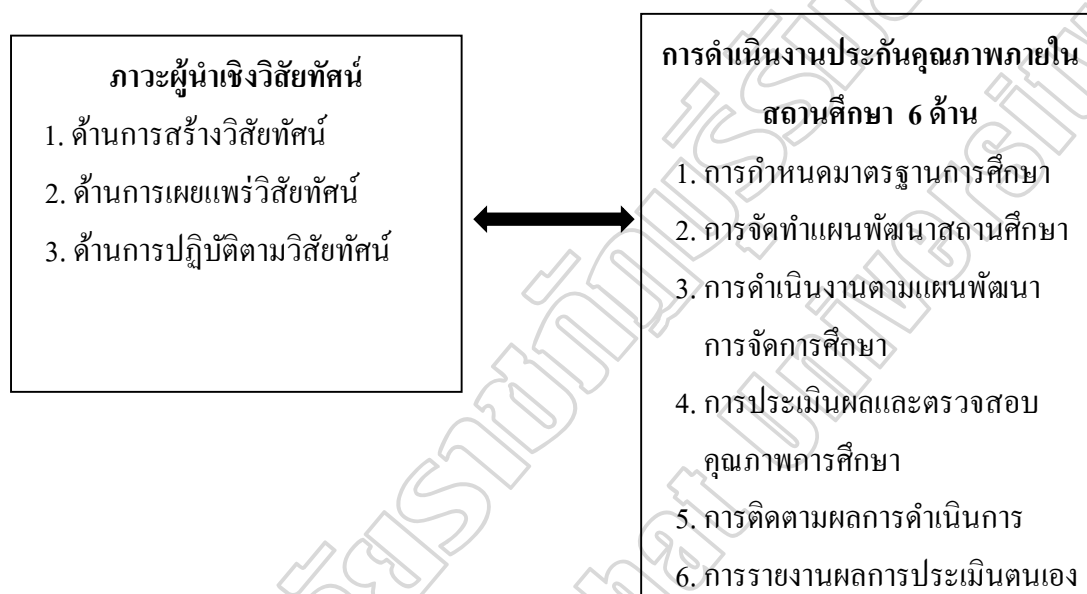 ภาวะผู้นำเชิงวิสัยทัศน์
1. ด้านการสร้างวิสัยทัศน์
2. ด้านการเผยแพร่วิสัยทัศน์
3. ด้านการปฏิบัติตามวิสัยทัศน์
การดำเนินงานประกันคุณภาพภายใน
สถานศึกษา 6 ด้าน
1. การกำหนดมาตรฐานการศึกษา
2. การจัดทำแผนพัฒนาสถานศึกษา
3. การดำเนินงานตามแผนพัฒนา
การจัดการศึกษา
4. การประเมินผลและตรวจสอบ
คุณภาพการศึกษา
5. การติดตามผลการดำเนินการ
6. การรายงานผลการประเมินตนเอง